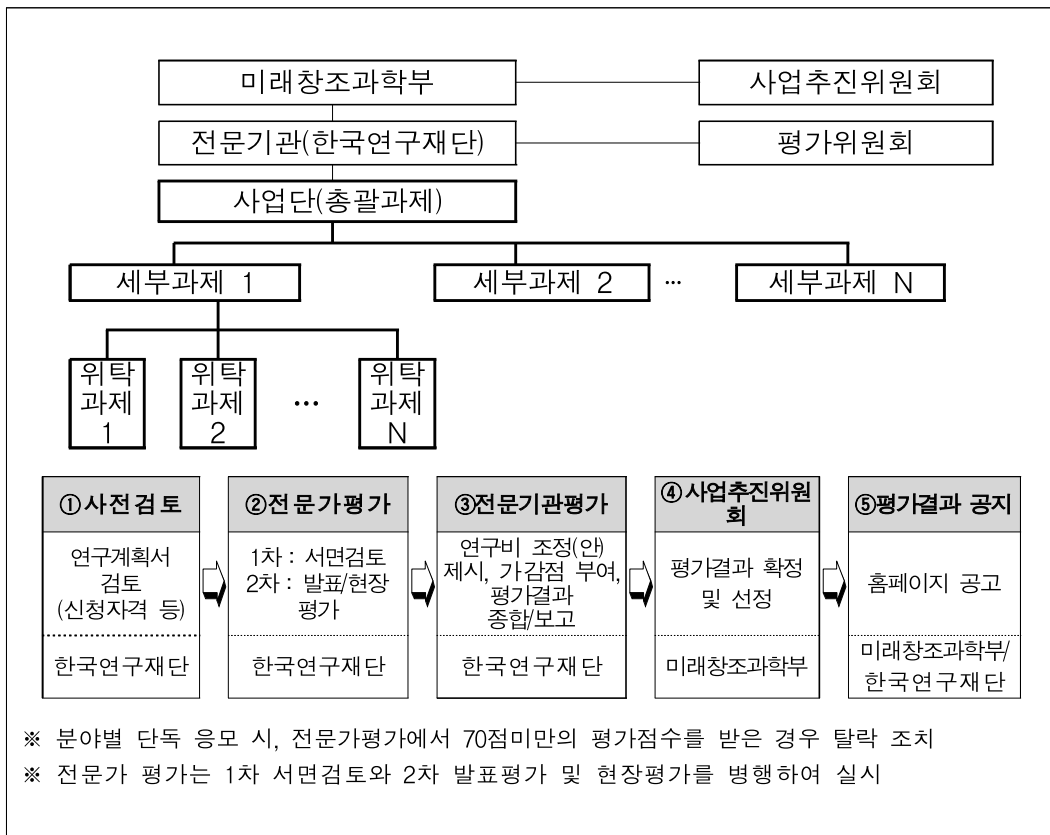 미래창조과학부
사업추진위원회
전문기관(한국연구재단)
평가위원회
사업단(총괄과제)
세부과제 1
세부과제 2
…
세부과제 N
위탁
과제
1
위탁
과제
2
…
위탁
과제
N
①사전검토
연구계획서
검토
(신청자격 등)
한국연구재단
②전문가평가
1차 : 서면검토
2차 : 발표/현장
평가
한국연구재단
③전문기관평가
연구비 조정(안)
제시, 가감점 부여,
평가결과
종합/보고
한국연구재단
④사업추진위원
회
평가결과 확정
및 선정
미래창조과학부
⑤평가결과 공지
홈페이지 공고
미래창조과학부/
한국연구재단
※ 분야별 단독 응모 시, 전문가평가에서 70점미만의 평가점수를 받은 경우 탈락 조치
※ 전문가 평가는 1차 서면검토와 2차 발표평가 및 현장평가를 병행하여 실시